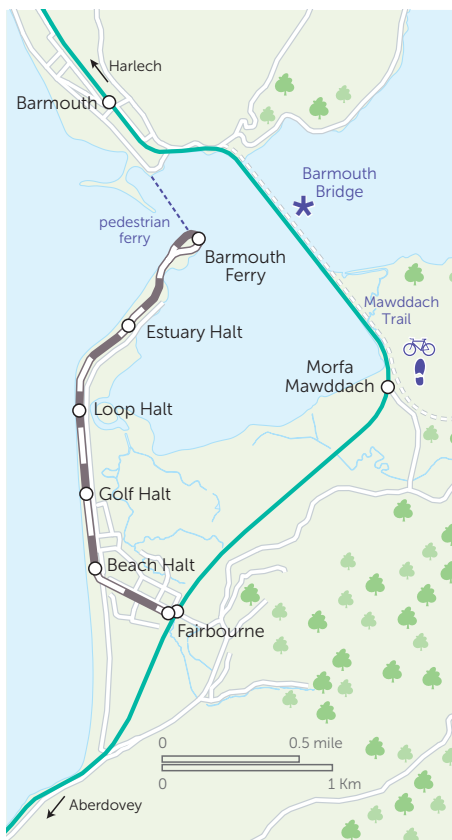 Harlech
Barmouth
Barmouth
Bridge
pedestrian
ferry
Barmouth
Ferry
Mawddach
Trail
Estuary Halt
Morfa
Mawddach
Loop Halt
Golf Halt
Beach Halt
Fairbourne
0
0.5 mile
0
1 Km
Aberdovey